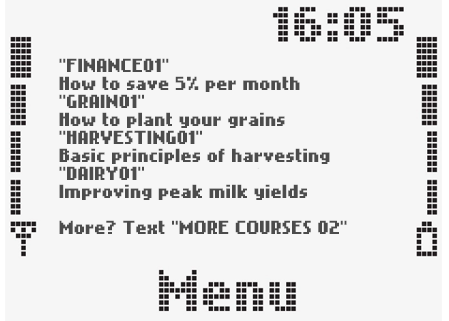 16:05
"FINANCE01"
How to save 5% per month
"GRAIN01"
How to plant your grains
"HARVESTING01"
Basic principles of harvesting
"DAIRY01"
Improving peak milk yields
More? Text "MORE COURSES 02"
Menu